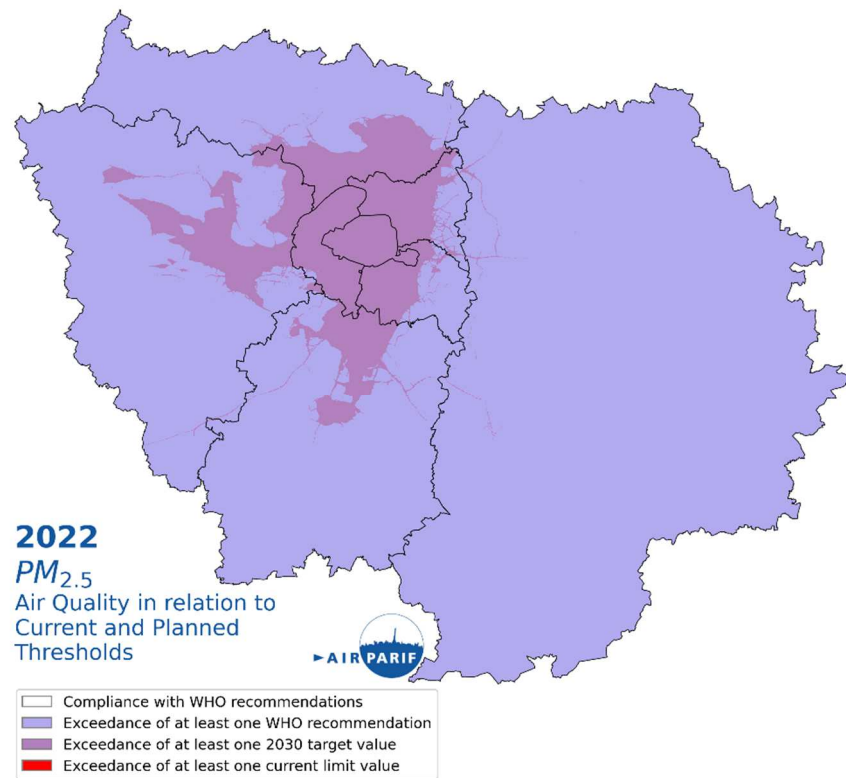 2022
PM2.5
Air Quality in relation to
Current and Planned
Thresholds
AIRPARIF
Compliance with WHO recommendations
Exceedance of at least one WHO recommendation
Exceedance of at least one 2030 target value
Exceedance of at least one current limit value